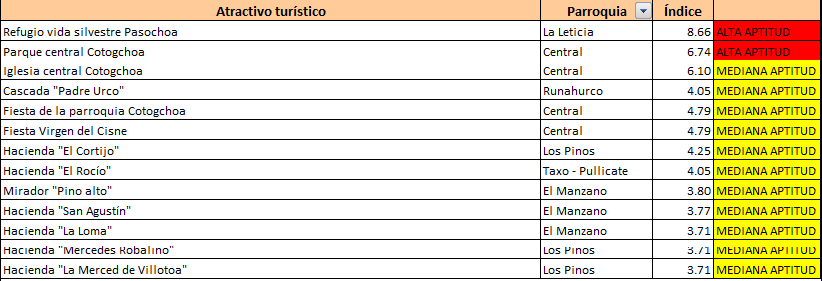 Atractivo turístico Parroquia Índice
Refugio vida silvestre Pasochoa La Leticia 8.66 ALTA APTITUD
Parque central Cotogchoa Central 6.74 ALTA APTITUD
Iglesia central Cotogchoa Central 6.10 MEDIANA APTITUD
Cascada "Padre Urco" Runahurco 4.05 MEDIANA APTITUD
Fiesta de la parroquia Cotogchoa Central 4.79 MEDIANA APTITUD
Fiesta Virgen del Cisne Central 4.79 MEDIANA APTITUD
Hacienda "El Cortijo" Los Pinos 4.25 MEDIANA APTITUD
Hacienda "El Rocío" Taxo - Pullicate 4.05 MEDIANA APTITUD
Mirador "Pino alto" El Manzano 3.80 MEDIANA APTITUD
Hacienda "San Agustín" El Manzano 3.77 MEDIANA APTITUD
Hacienda "La Loma" El Manzano 3.71 MEDIANA APTITUD
Hacienda "Mercedes Robalino" Los Pinos 3.71 MEDIANA APTITUD
Hacienda "La Merced de Villotoa" Los Pinos 3.71 MEDIANA APTITUD